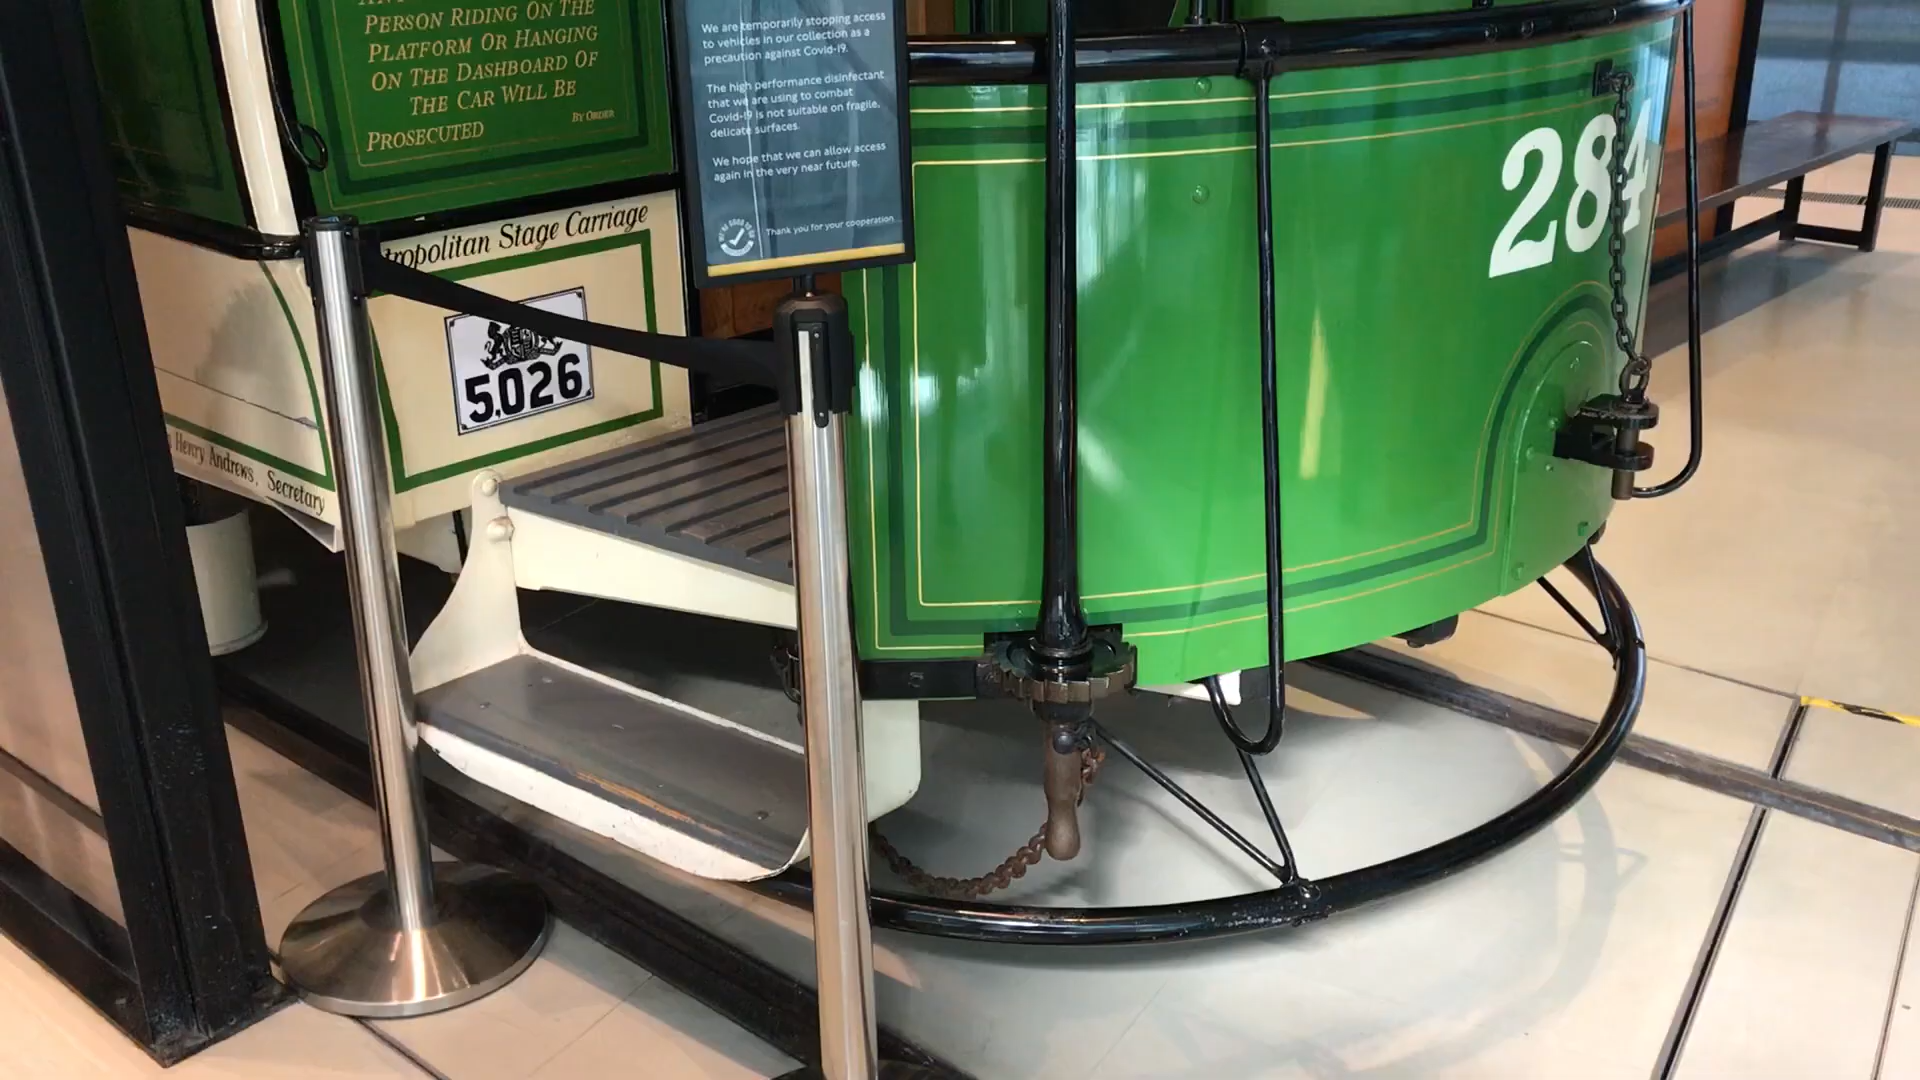 PERSON RIDING ON THE
PLATFORM OR HANGING
ON THE DASHBOARD OF
THE CAR WILL BE
PROSECUTED
BY ORDER
tropolitan Stage Carriage
5,026
Henry Andrews, Secretary
We are temporarily stopping access
to vehicles in our collection as a
precaution against Covid-19.
The high performance disinfectant
that we are using to combat
Covid-19 is not suitable on fragile,
delicate surfaces.
We hope that we can allow access
again in the very near future.
Thank you for your cooperation
284